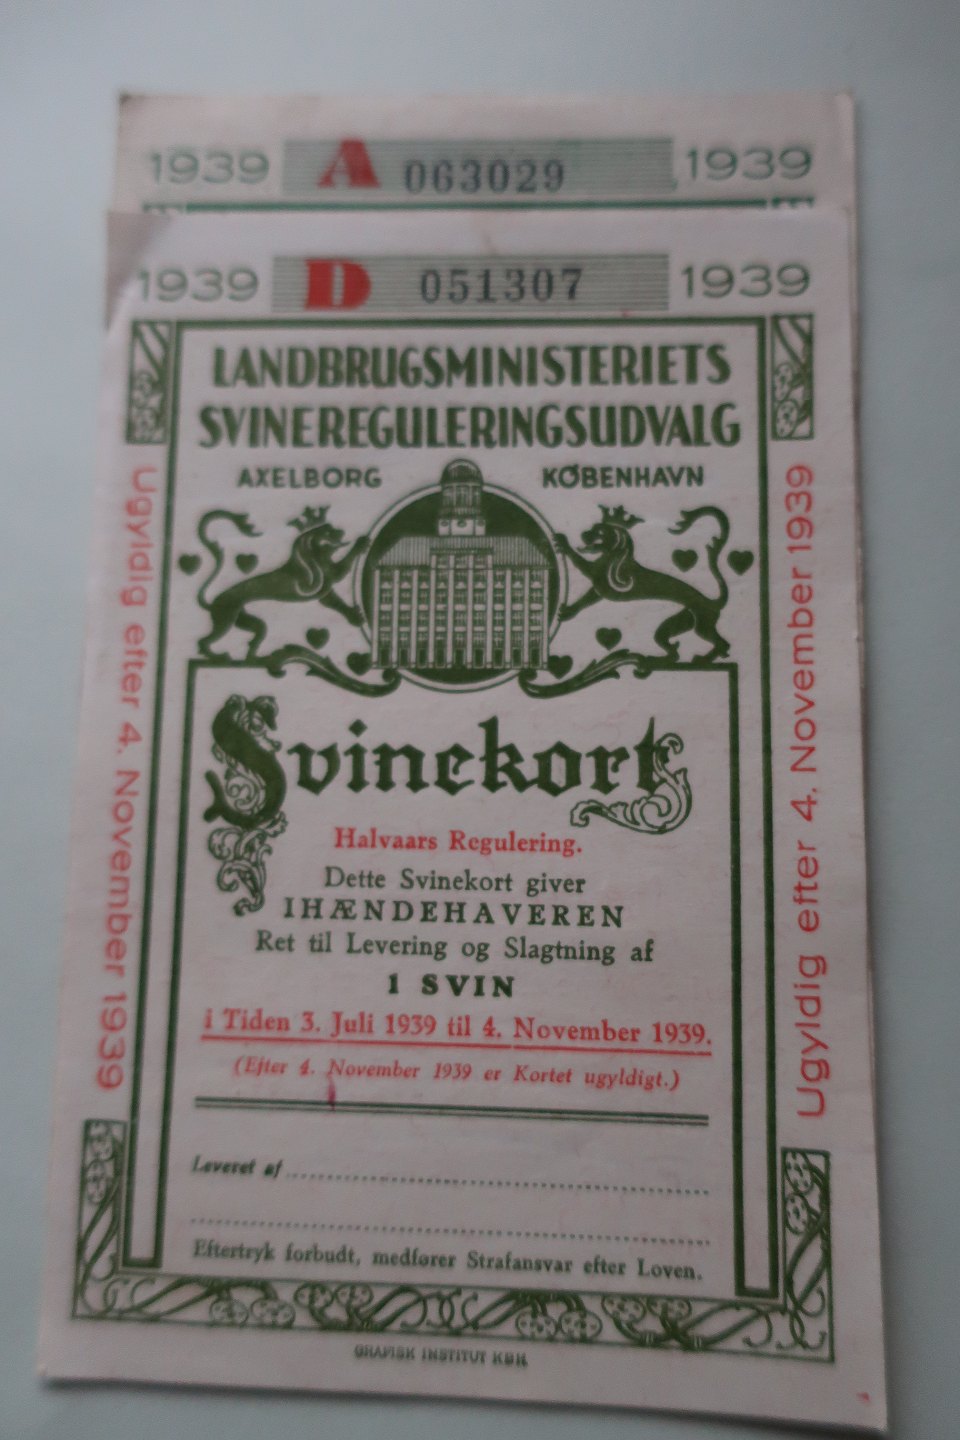 1939 A 063029 1939
1939 D 051307 1939
LANDBRUGSMINISTERIETS
SVINEREGULERINGSUDVALG
AXELBORG KØBENHAVN
Ugyldig efter 4. November 1939
Ugyldig efter 4. November 1939
Svinekort
Halvaars Regulering.
Dette Svinekort giver
IHÆNDEHAVEREN
Ret til Levering og Slagtning af
1 SVIN
i Tiden 3. Juli 1939 til 4. November 1939.
(Efter 4. November 1939 er Kortet ugyldigt.)
Leveret af
Eftertryk forbudt, medfører Strafansvar efter Loven.
GRAFISK INSTITUT KBH.